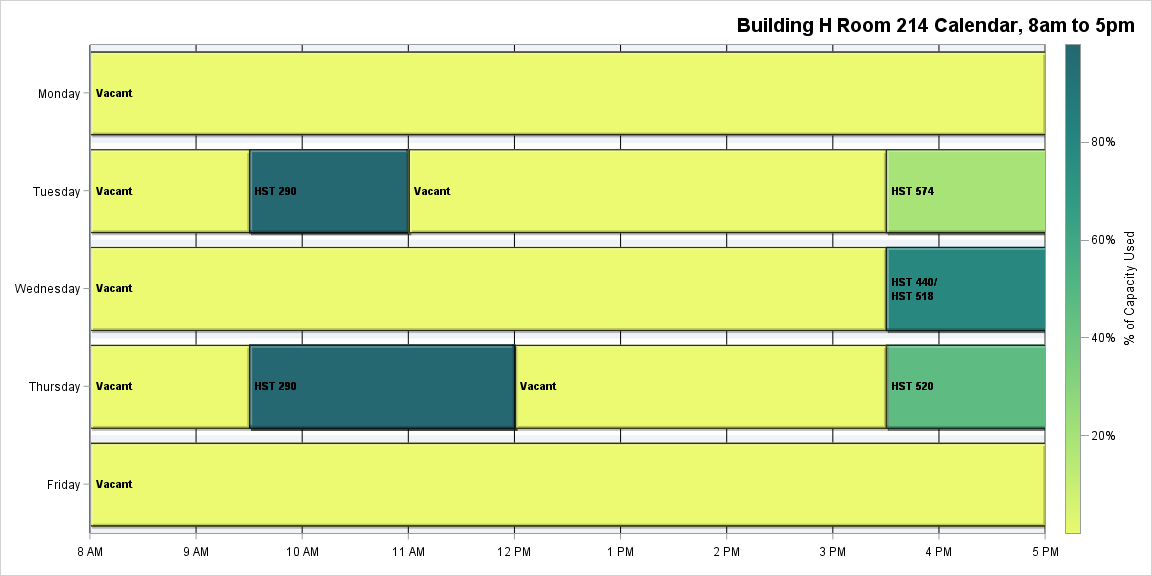 Building H Room 214 Calendar, 8am to 5pm
Monday
Vacant
Tuesday
Vacant
HST 290
Vacant
HST 574
Wednesday
Vacant
HST 440/
HST 518
Thursday
Vacant
HST 290
Vacant
HST 520
Friday
Vacant
8 AM
9 AM
10 AM
11 AM
12 PM
1 PM
2 PM
3 PM
4 PM
5 PM
80%
60%
40%
20%
% of Capacity Used